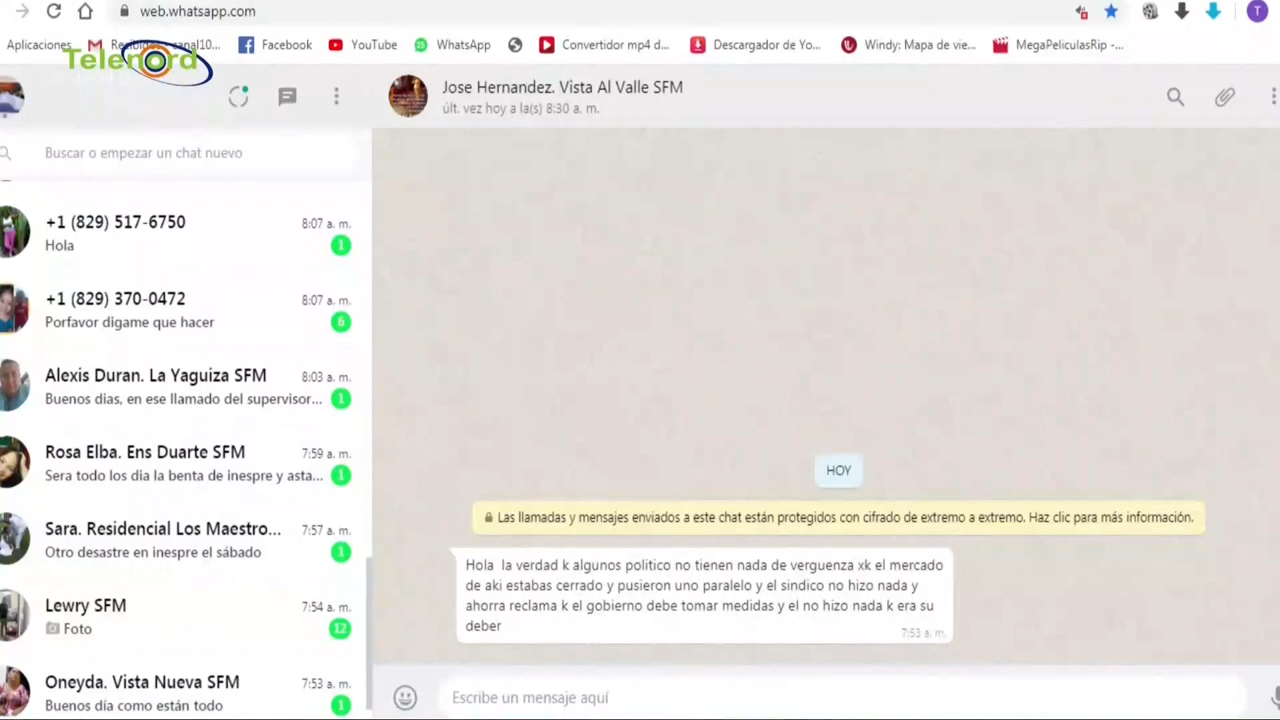 web.whatsapp.com
T
Aplicaciones
Facebook
YouTube
WhatsApp
Convertidor mp4 d...
Descargador de Yo...
Windy: Mapa de vie...
MegaPeliculasRip -...
Telenord
Jose Hernandez. Vista Al Valle SFM
últ. vez hoy a la(s) 8:30 a. m.
Buscar o empezar un chat nuevo
+1 (829) 517-6750 8:07 a. m.
Hola 1
+1 (829) 370-0472 8:07 a. m.
Porfavor digame que hacer 6
Alexis Duran. La Yaguiza SFM 8:03 a. m.
Buenos dias, en ese llamado del supervisor... 1
Rosa Elba. Ens Duarte SFM 7:59 a. m.
Sera todo los dia la benta de inespre y asta... 1
Sara. Residencial Los Maestro... 7:57 a. m.
Otro desastre en inespre el sábado 1
Lewry SFM 7:54 a. m.
Foto 12
Oneyda. Vista Nueva SFM 7:53 a. m.
Buenos día como están todo 1
HOY
Las llamadas y mensajes enviados a este chat están protegidos con cifrado de extremo a extremo. Haz clic para más información.
Hola la verdad k algunos politico no tienen nada de verguenza xk el mercado
de aki estabas cerrado y pusieron uno paralelo y el sindico no hizo nada y
ahorra reclama k el gobierno debe tomar medidas y el no hizo nada k era su
deber
7:53 a. m.
Escribe un mensaje aquí